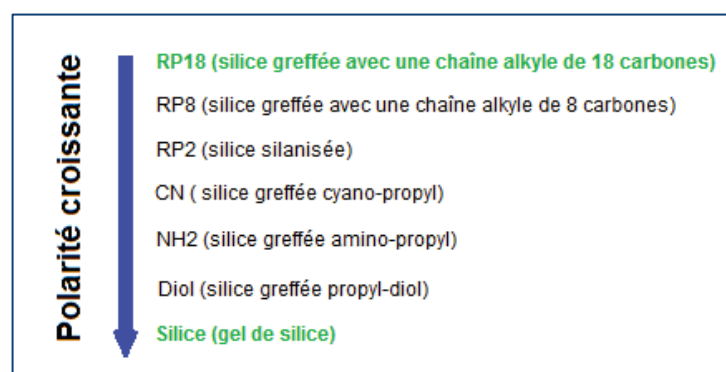 Polarité croissante
RP18 (silice greffée avec une chaîne alkyle de 18 carbones)
RP8 (silice greffée avec une chaîne alkyle de 8 carbones)
RP2 (silice silanisée)
CN ( silice greffée cyano-propyl)
NH2 (silice greffée amino-propyl)
Diol (silice greffée propyl-diol)
Silice (gel de silice)